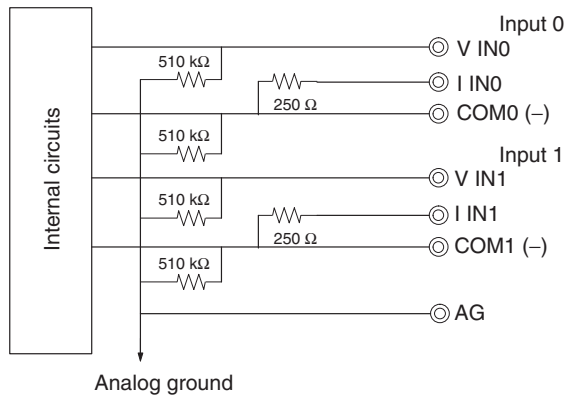 Input 0
V IN0
510 kΩ
I IN0
250 Ω
COM0 (−)
510 kΩ
Input 1
V IN1
510 kΩ
I IN1
250 Ω
COM1 (−)
510 kΩ
AG
Internal circuits
Analog ground